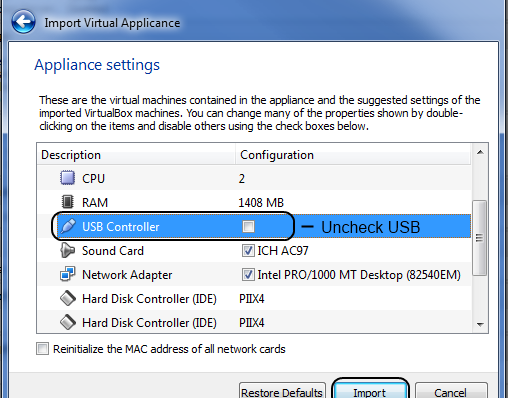 Import Virtual Applicance
Appliance settings
These are the virtual machines contained in the appliance and the suggested settings of the
imported VirtualBox machines. You can change many of the properties shown by double-
clicking on the items and disable others using the check boxes below.
Description Configuration
CPU 2
RAM 1408 MB
USB Controller – Uncheck USB
Sound Card ICH AC97
Network Adapter Intel PRO/1000 MT Desktop (82540EM)
Hard Disk Controller (IDE) PIIX4
Hard Disk Controller (IDE) PIIX4
Reinitialize the MAC address of all network cards
Restore Defaults Import Cancel